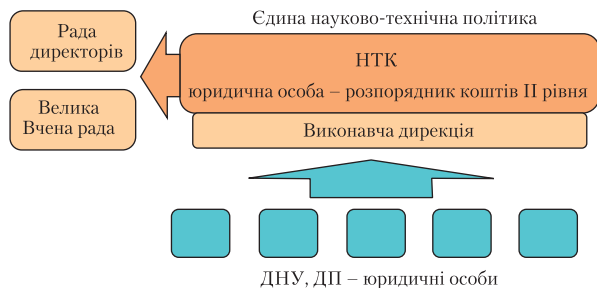 Єдина науково-технічна політика
Рада
директорів
Велика
Вчена рада
НТК
юридична особа – розпорядник коштів ІІ рівня
Виконавча дирекція
ДНУ, ДП – юридичні особи